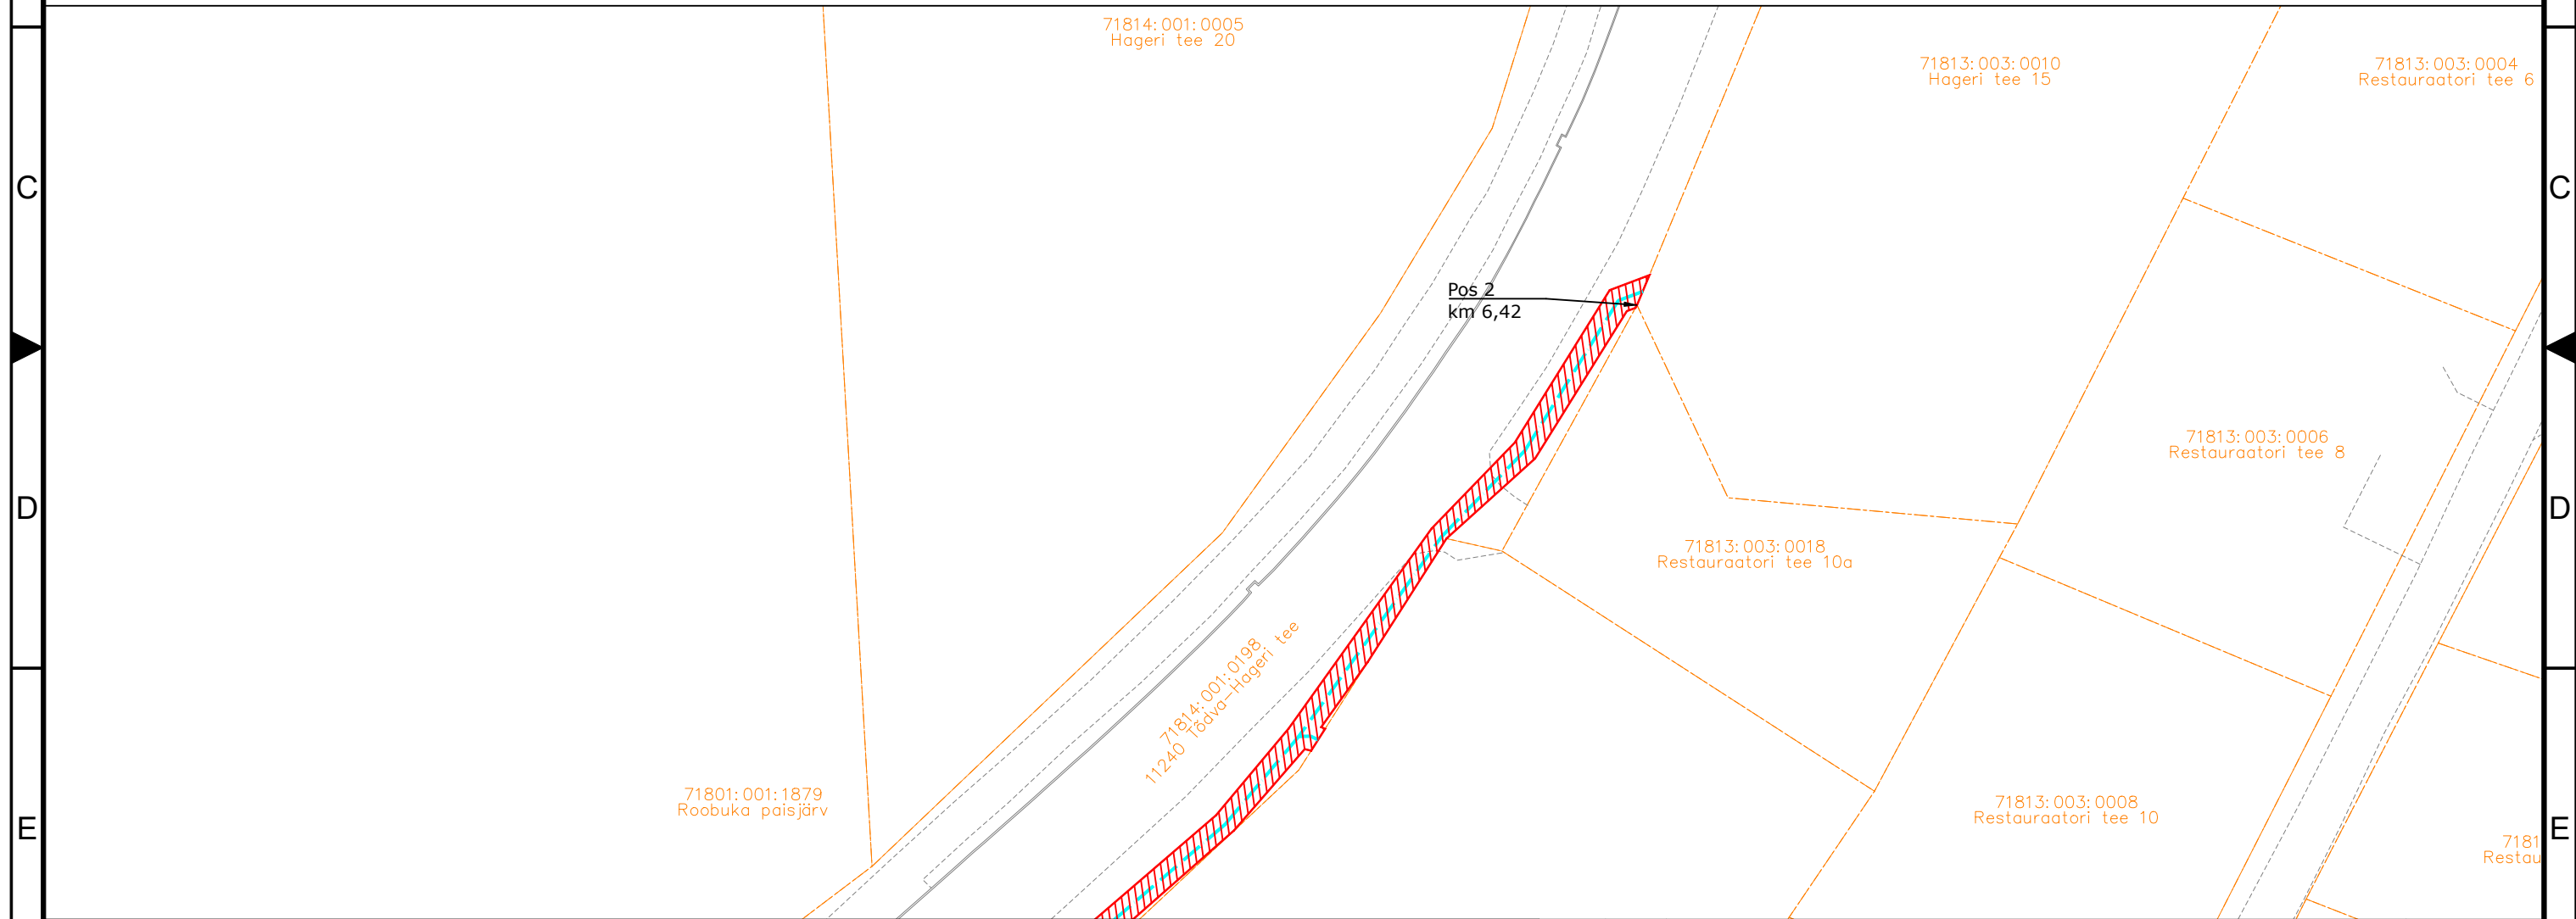 71814:001:0005
Hageri tee 20
71813:003:0010
Hageri tee 15
71813:003:0004
Restauraatori tee 6
C
C
Pos 2
km 6,42
71813:003:0006
Restauraatori tee 8
D
D
71813:003:0018
Restauraatori tee 10a
71814:001:0198
11240 Tõdva-Hageri tee
71801:001:1879
Roobuka paisjärv
71813:003:0008
Restauraatori tee 10
E
E
7181
Restau